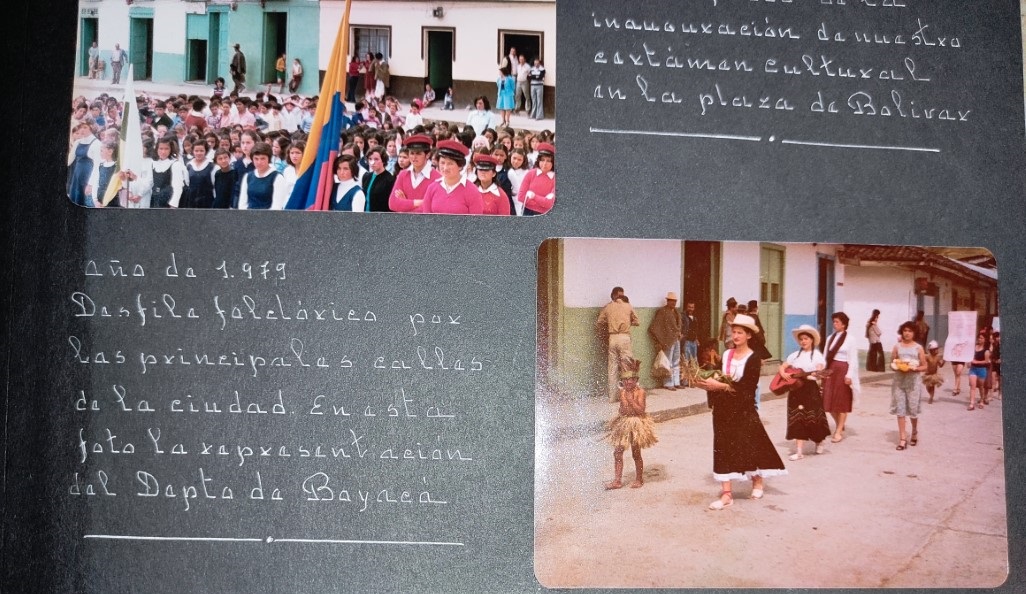 inauguración de nuestro
certámen cultural
en la plaza de Bolivar
año de 1.979
Desfile folclórico por
las principales calles
de la ciudad. En esta
foto la representación
del Depto de Boyacá